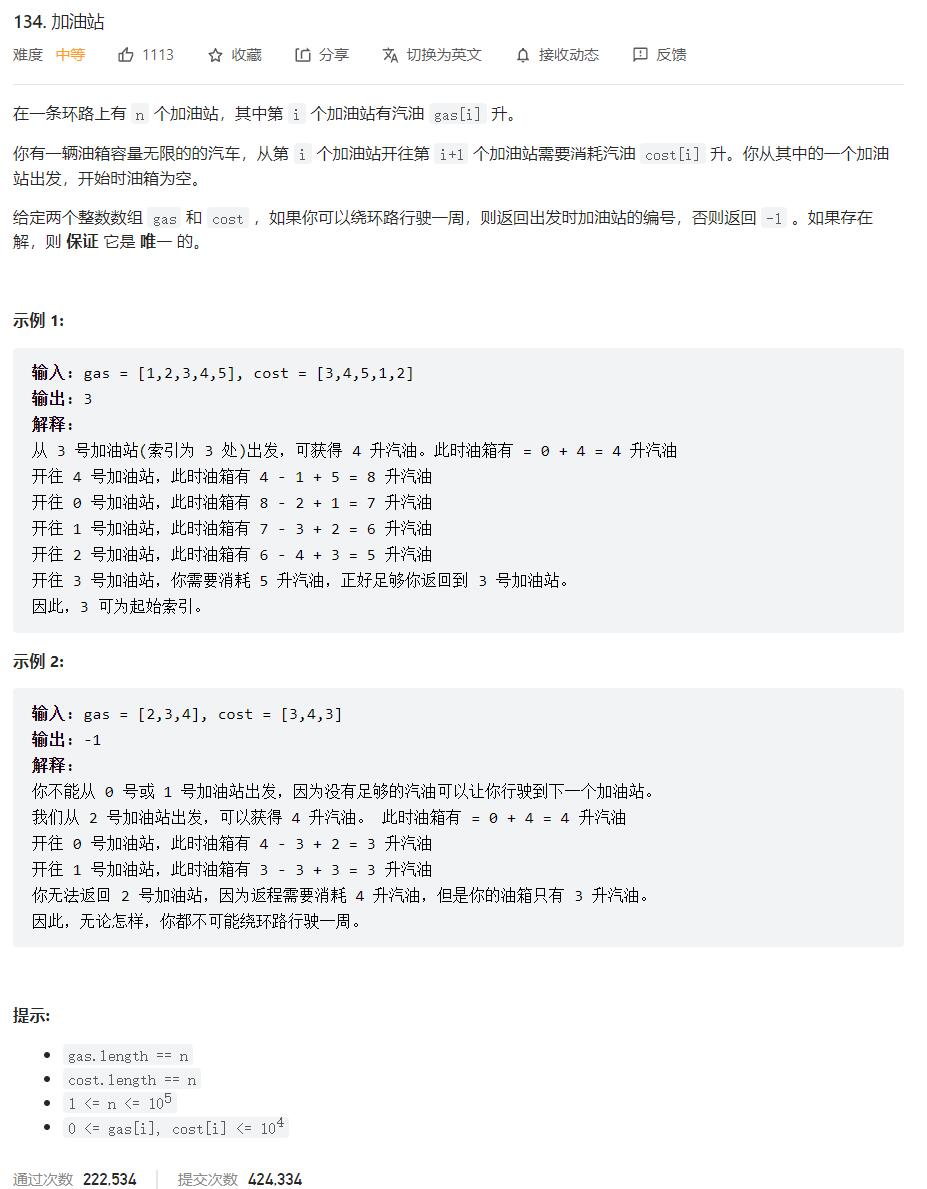 134. 加油站
难度 中等 1113 收藏 分享 切换为英文 接收动态 反馈
在一条环路上有 n 个加油站，其中第 i 个加油站有汽油 gas[i] 升。
你有一辆油箱容量无限的的汽车，从第 i 个加油站开往第 i+1 个加油站需要消耗汽油 cost[i] 升。你从其中的一个加油
站出发，开始时油箱为空。
给定两个整数数组 gas 和 cost ，如果你可以绕环路行驶一周，则返回出发时加油站的编号，否则返回 -1 。如果存在
解，则 保证 它是 唯一 的。
示例 1:
输入: gas = [1,2,3,4,5], cost = [3,4,5,1,2]
输出: 3
解释:
从 3 号加油站(索引为 3 处)出发，可获得 4 升汽油。此时油箱有 = 0 + 4 = 4 升汽油
开往 4 号加油站，此时油箱有 4 - 1 + 5 = 8 升汽油
开往 0 号加油站，此时油箱有 8 - 2 + 1 = 7 升汽油
开往 1 号加油站，此时油箱有 7 - 3 + 2 = 6 升汽油
开往 2 号加油站，此时油箱有 6 - 4 + 3 = 5 升汽油
开往 3 号加油站，你需要消耗 5 升汽油，正好足够你返回到 3 号加油站。
因此，3 可为起始索引。
示例 2:
输入: gas = [2,3,4], cost = [3,4,3]
输出: -1
解释:
你不能从 0 号或 1 号加油站出发，因为没有足够的汽油可以让你行驶到下一个加油站。
我们从 2 号加油站出发，可以获得 4 升汽油。 此时油箱有 = 0 + 4 = 4 升汽油
开往 0 号加油站，此时油箱有 4 - 3 + 2 = 3 升汽油
开往 1 号加油站，此时油箱有 3 - 3 + 3 = 3 升汽油
你无法返回 2 号加油站，因为返程需要消耗 4 升汽油，但是你的油箱只有 3 升汽油。
因此，无论怎样，你都不可能绕环路行驶一周。
提示:
gas.length == n
cost.length == n
1 <= n <= 10⁵
0 <= gas[i], cost[i] <= 10⁴
通过次数 222,534 提交次数 424,334